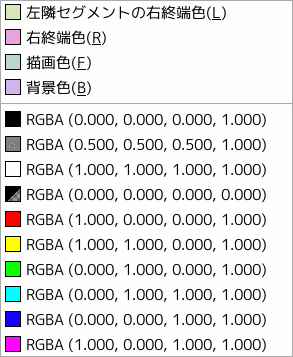 左隣セグメントの右終端色(L)
右終端色(R)
描画色(F)
背景色(B)
RGBA (0.000, 0.000, 0.000, 1.000)
RGBA (0.500, 0.500, 0.500, 1.000)
RGBA (1.000, 1.000, 1.000, 1.000)
RGBA (0.000, 0.000, 0.000, 0.000)
RGBA (1.000, 0.000, 0.000, 1.000)
RGBA (1.000, 1.000, 0.000, 1.000)
RGBA (0.000, 1.000, 0.000, 1.000)
RGBA (0.000, 1.000, 1.000, 1.000)
RGBA (0.000, 0.000, 1.000, 1.000)
RGBA (1.000, 0.000, 1.000, 1.000)